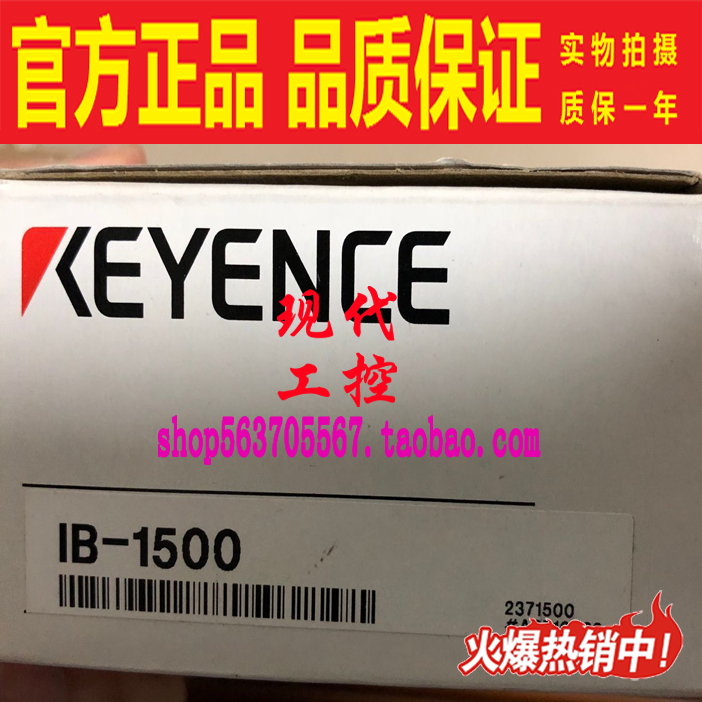 官方正品 品质保证
实物拍摄
质保一年
KEYENCE
现代
工控
shop563705567.taobao.com
IB-1500
2371500
火爆热销中!